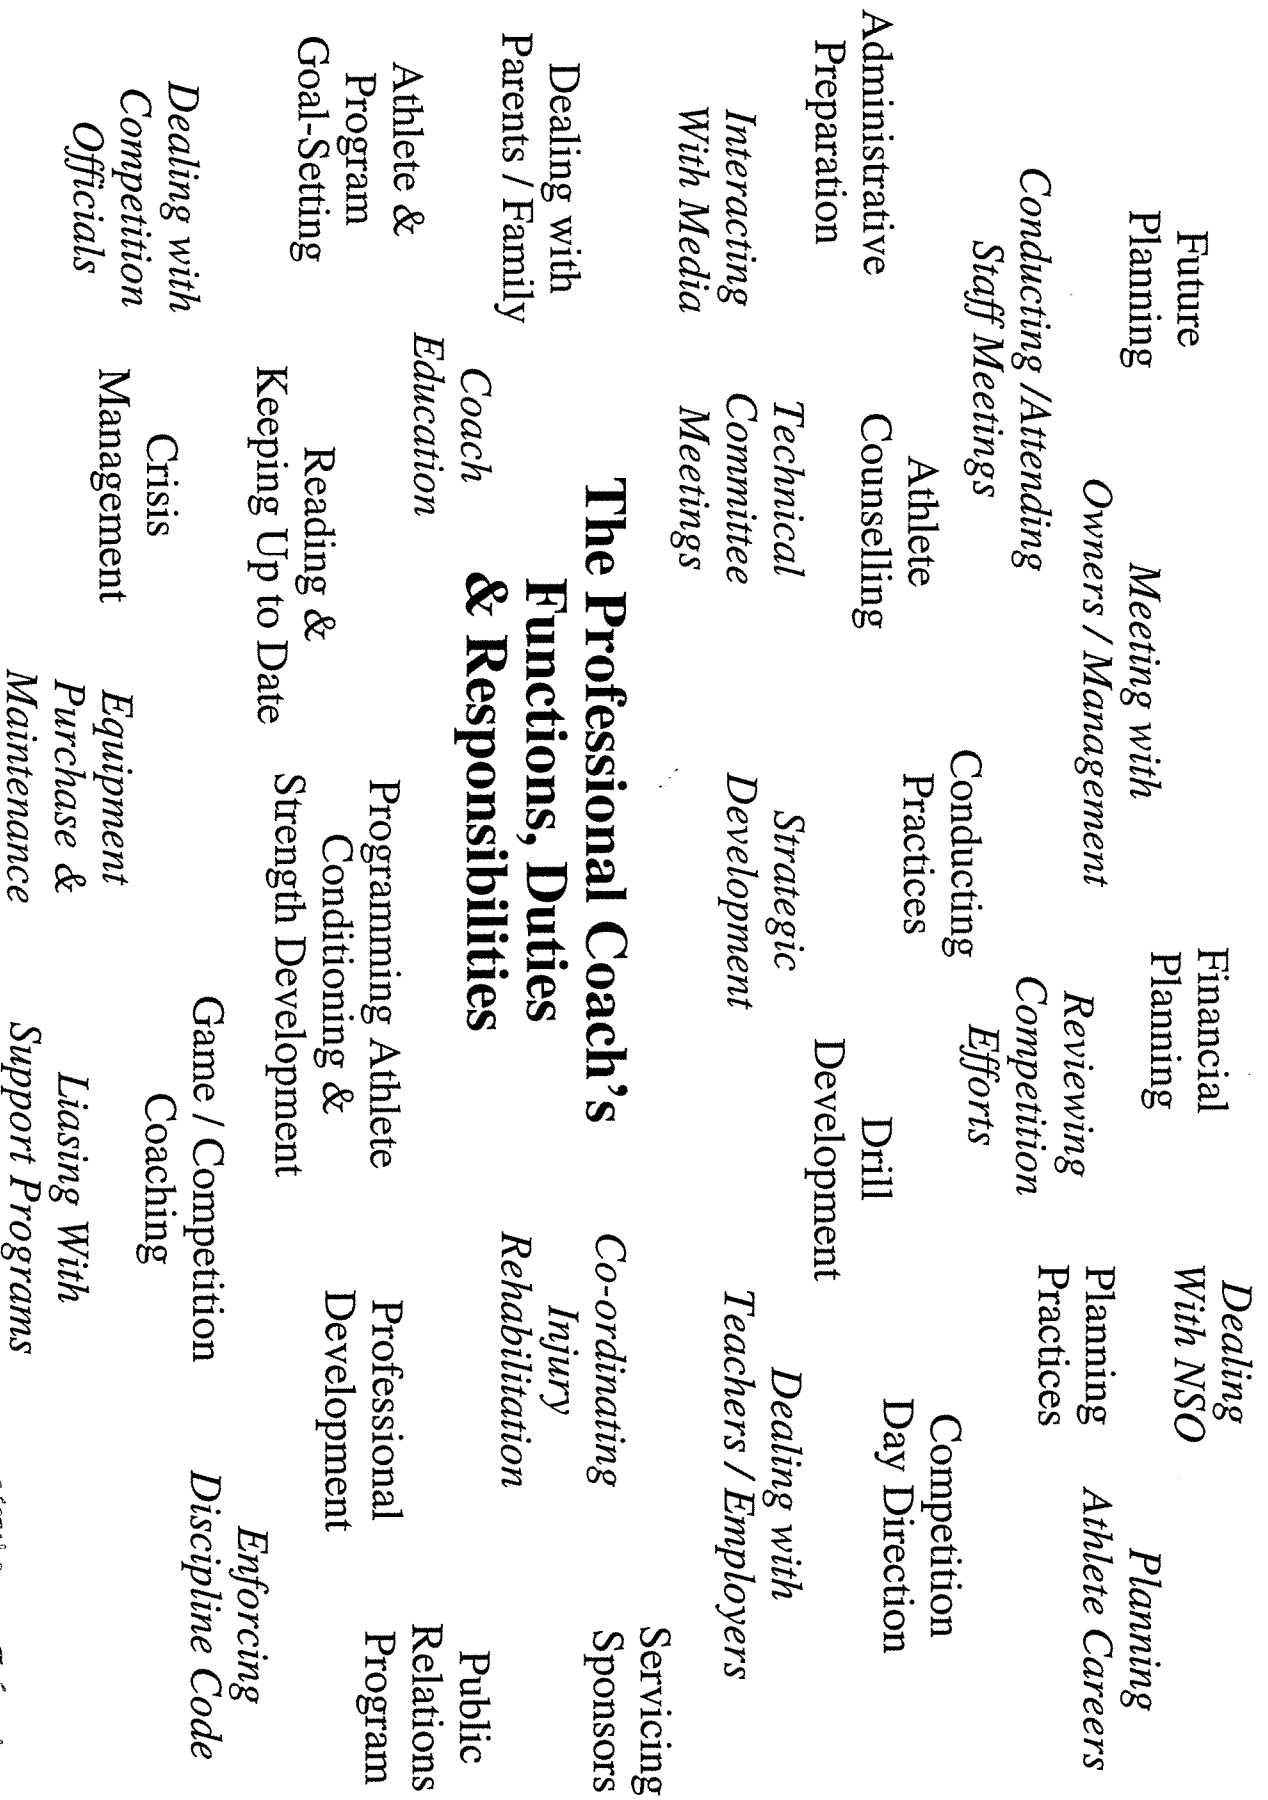 Future
Planning
Financial
Planning
Dealing
With NSO
Meeting with
Owners / Management
Planning
Athlete Careers
Conducting /Attending
Staff Meetings
Reviewing
Competition
Efforts
Planning
Practices
Administrative
Preparation
Athlete
Counselling
Conducting
Practices
Drill
Development
Competition
Day Direction
Interacting
With Media
Technical
Committee
Meetings
Strategic
Development
Dealing with
Teachers / Employers
Dealing with
Parents / Family
The Professional Coach's
Functions, Duties
& Responsibilities
Co-ordinating
Injury
Rehabilitation
Servicing
Sponsors
Coach
Education
Athlete &
Program
Goal-Setting
Reading &
Keeping Up to Date
Programming Athlete
Conditioning &
Strength Development
Professional
Development
Public
Relations
Program
Dealing with
Competition
Officials
Crisis
Management
Game / Competition
Coaching
Enforcing
Discipline Code
Equipment
Purchase &
Maintenance
Liasing With
Support Programs